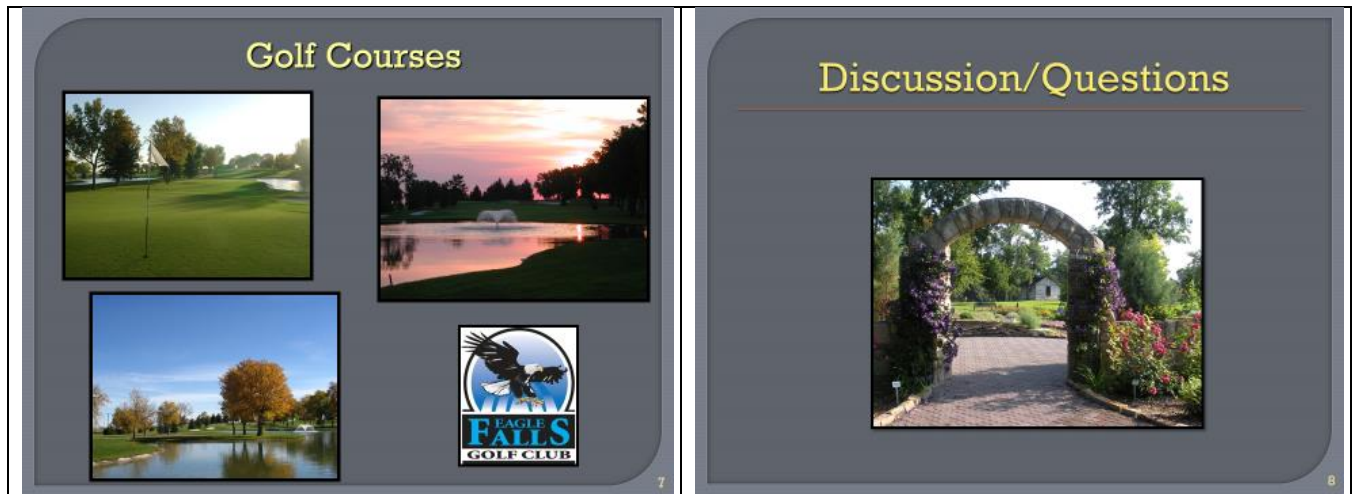 Golf Courses
EAGLE
FALLS
GOLF CLUB
7
Discussion/Questions
8